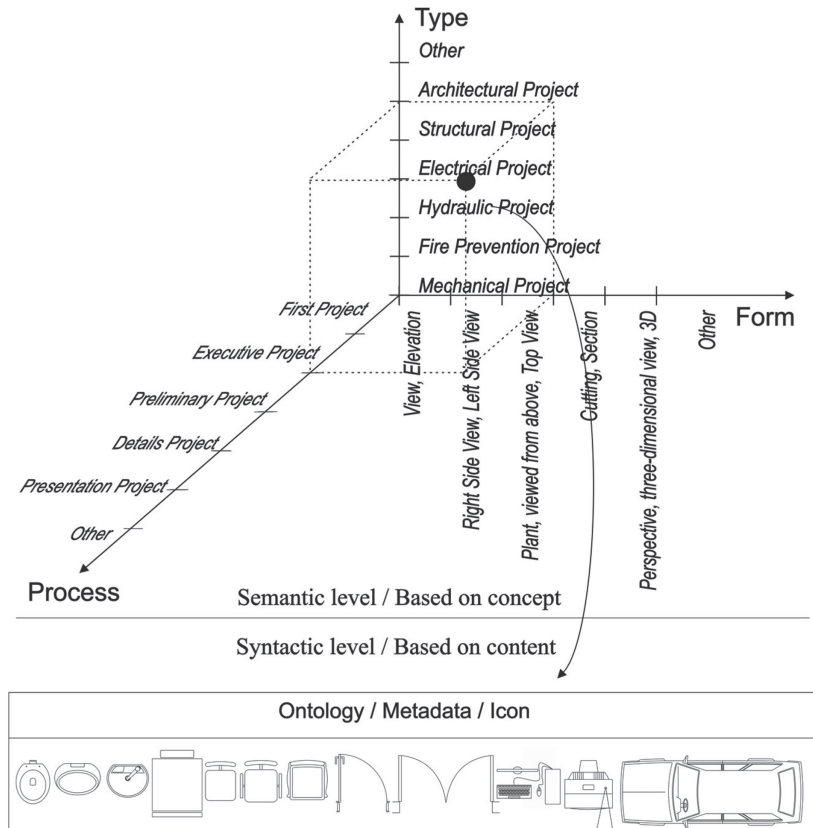 Type
Other
Architectural Project
Structural Project
Electrical Project
Hydraulic Project
Fire Prevention Project
Mechanical Project
Form
View, Elevation
Right Side View, Left Side View
Plant, viewed from above, Top View
Cutting, Section
Perspective, three-dimensional view, 3D
Other
First Project
Executive Project
Preliminary Project
Details Project
Presentation Project
Other
Process
Semantic level / Based on concept
Syntactic level / Based on content
Ontology / Metadata / Icon